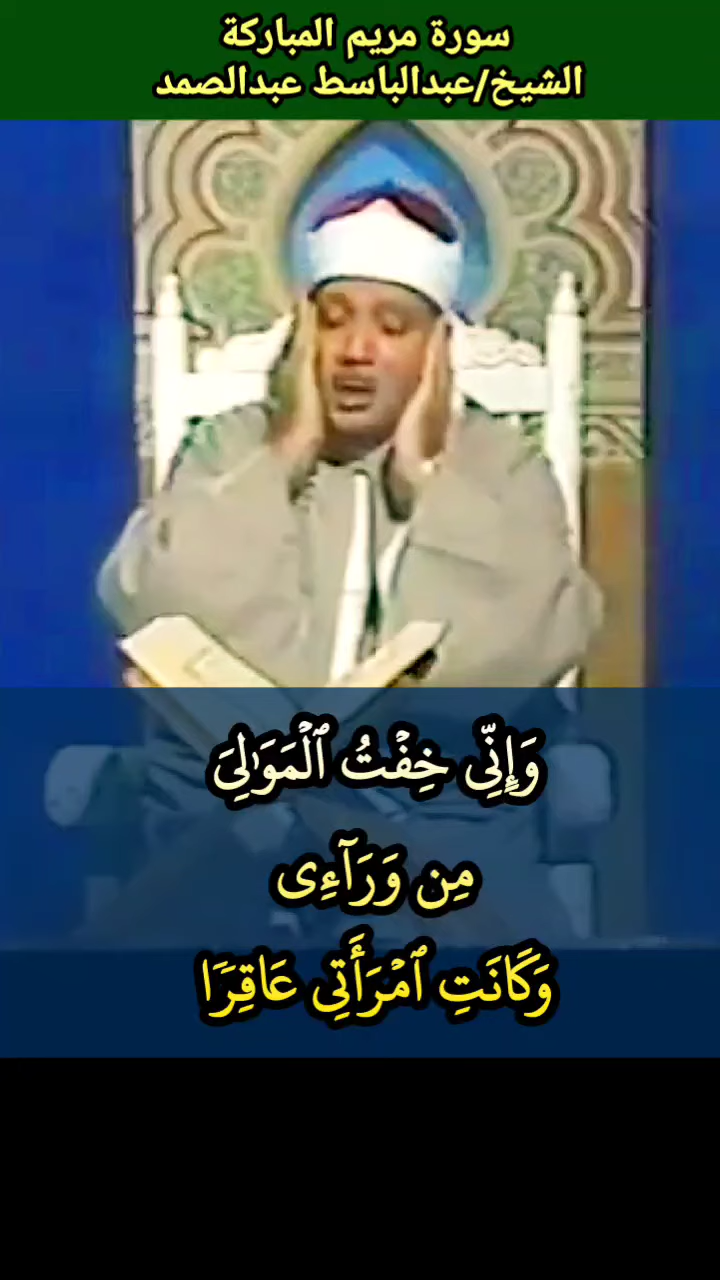 سورة مريم المباركة
الشيخ/عبدالباسط عبدالصمد
وَإِنِّى خِفْتُ ٱلْمَوَٰلِىَ
مِن وَرَآءِى
وَكَانَتِ ٱمْرَأَتِى عَاقِرًا